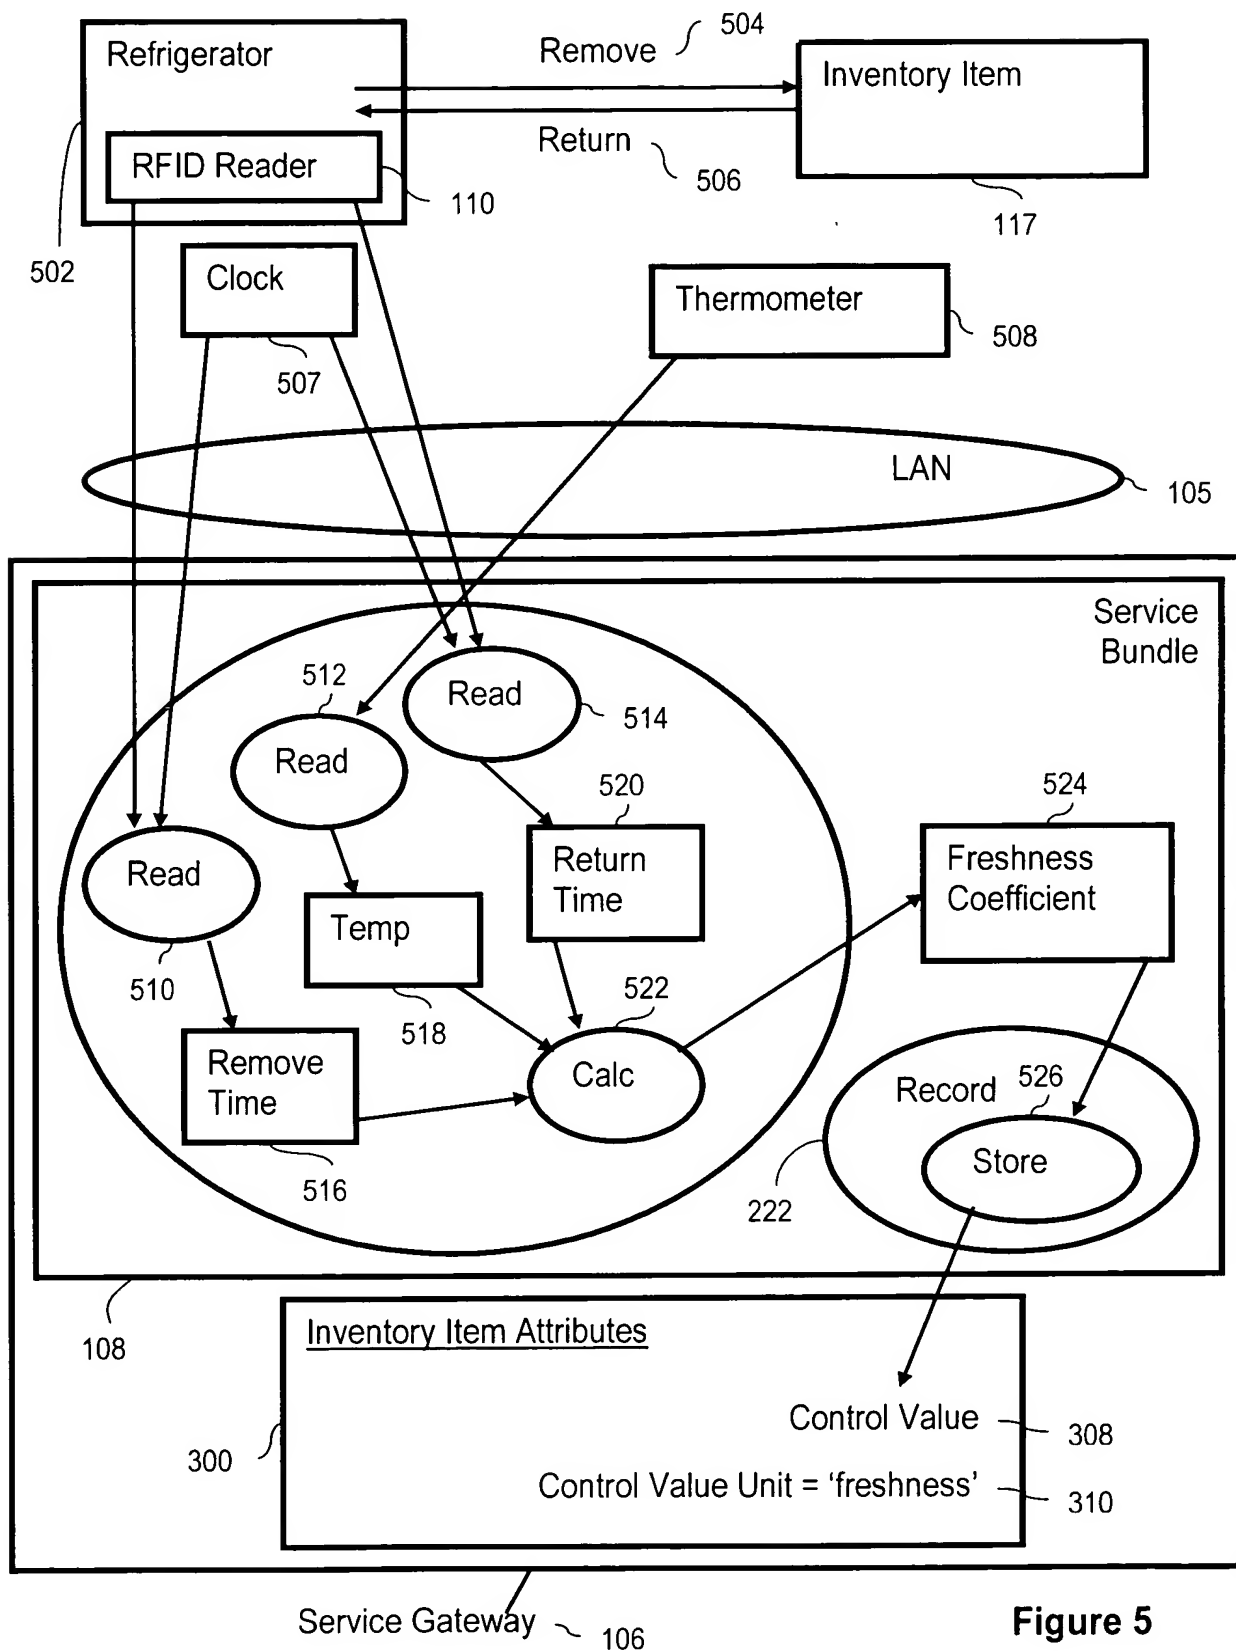 504
Refrigerator
Remove
Inventory Item
Return
RFID Reader
506
110
117
502
Clock
Thermometer
508
507
LAN
105
Service
Bundle
512
Read
514
Read
520
524
Read
Return
Time
Freshness
Coefficient
Temp
510
522
518
Remove
Time
Calc
526
Record
Store
516
222
108
Inventory Item Attributes
Control Value
308
300
Control Value Unit = ‘freshness’
310
Service Gateway
106
Figure 5